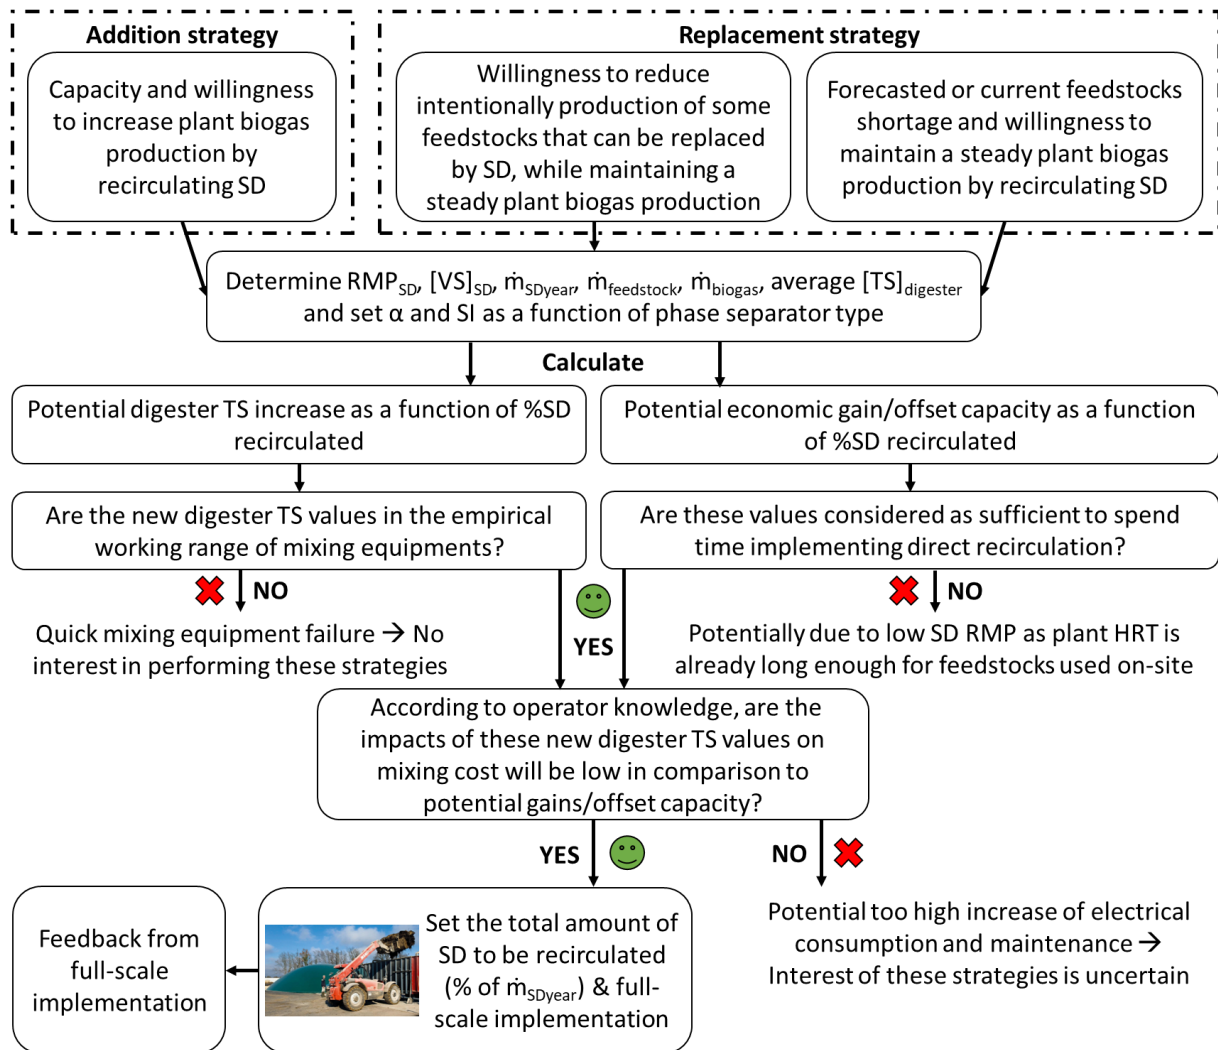 Addition strategy
Capacity and willingness
to increase plant biogas
production by
recirculating SD
Replacement strategy
Willingness to reduce
intentionally production of some
feedstocks that can be replaced
by SD, while maintaining a
steady plant biogas production
Forecasted or current feedstocks
shortage and willingness to
maintain a steady plant biogas
production by recirculating SD
Determine RMP_SD, [VS]_SD, ṁ_SDyear, ṁ_feedstock, ṁ_biogas, average [TS]_digester
and set α and SI as a function of phase separator type
Calculate
Potential digester TS increase as a function of %SD
recirculated
Potential economic gain/offset capacity as a function
of %SD recirculated
Are the new digester TS values in the empirical
working range of mixing equipments?
Are these values considered as sufficient to spend
time implementing direct recirculation?
NO
YES
NO
Quick mixing equipment failure → No
interest in performing these strategies
Potentially due to low SD RMP as plant HRT is
already long enough for feedstocks used on-site
According to operator knowledge, are the
impacts of these new digester TS values on
mixing cost will be low in comparison to
potential gains/offset capacity?
YES
NO
Feedback from
full-scale
implementation
Set the total amount of
SD to be recirculated
(% of ṁ_SDyear) & full-
scale implementation
Potential too high increase of electrical
consumption and maintenance →
Interest of these strategies is uncertain